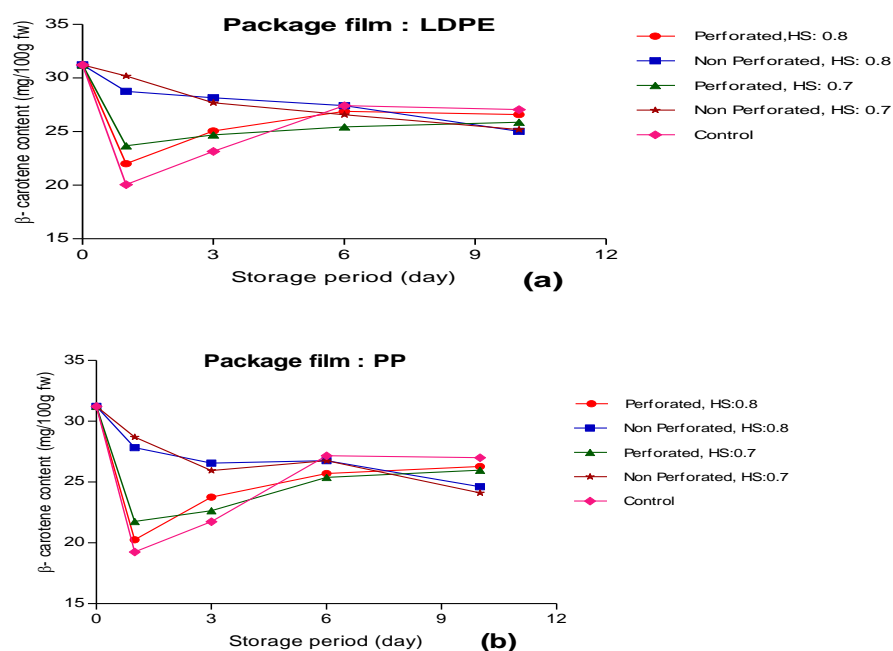 Package film : LDPE
35
30
25
20
15
β- carotene content (mg/100g fw)
0
3
6
9
12
Storage period (day)
(a)
Perforated,HS: 0.8
Non Perforated, HS: 0.8
Perforated, HS: 0.7
Non Perforated, HS: 0.7
Control
Package film : PP
35
30
25
20
15
β- carotene content (mg/100g fw)
0
3
6
9
12
Storage period (day)
(b)
Perforated, HS:0.8
Non Perforated, HS:0.8
Perforated, HS:0.7
Non Perforated, HS:0.7
Control